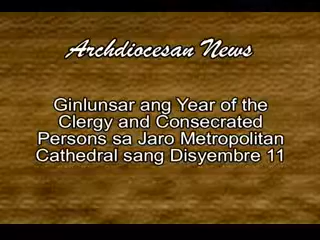 Archdiocesan News
Ginlunsar ang Year of the
Clergy and Consecrated
Persons sa Jaro Metropolitan
Cathedral sang Disyembre 11